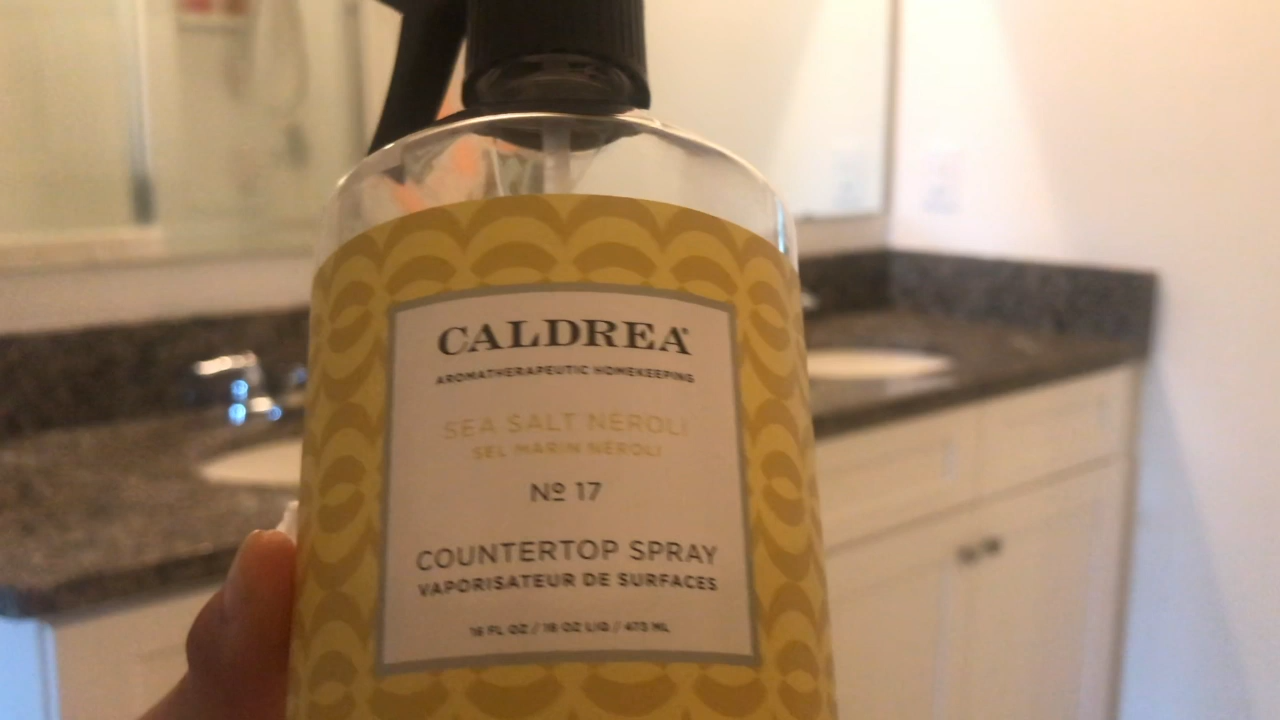 CALDREA
AROMATHERAPEUTIC HOMEKEEPING
SEA SALT NEROLI
SEL MARIN NEROLI
Nº 17
COUNTERTOP SPRAY
VAPORISATEUR DE SURFACES
16 FL OZ / 16 OZ LIQ / 473 ML